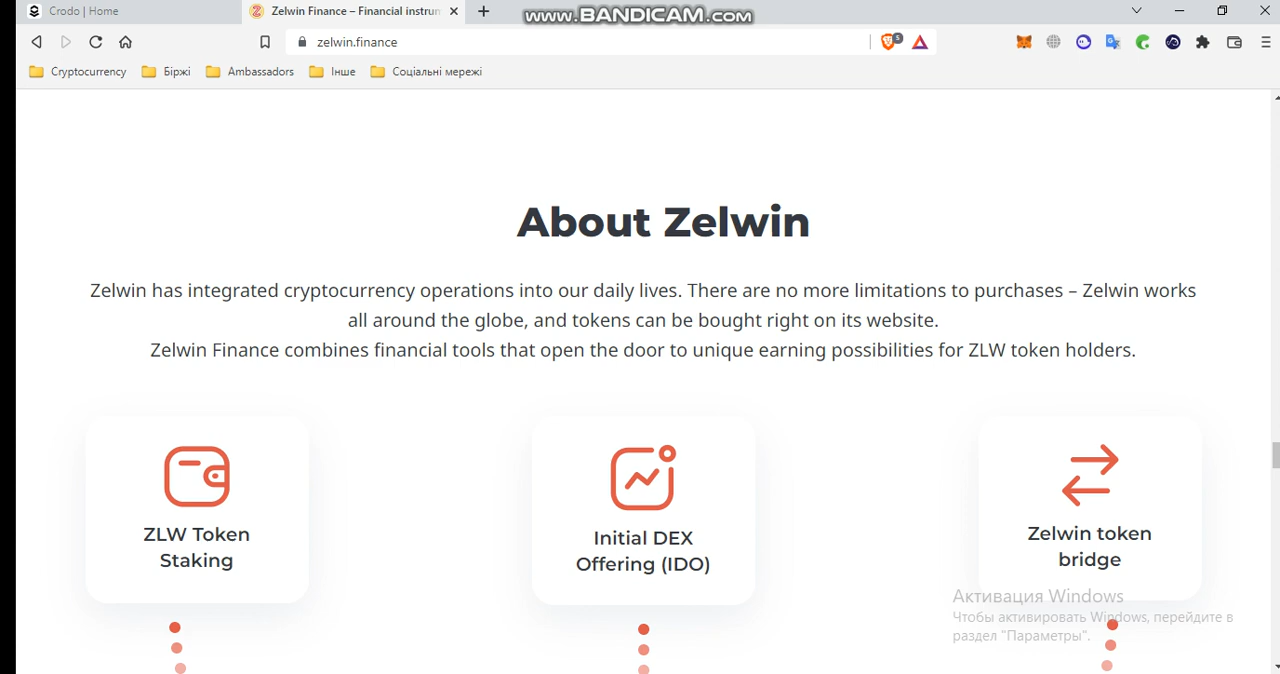 Crodo | Home
Zelwin Finance – Financial instrum
www.BANDICAM.com
zelwin.finance
5
Cryptocurrency
Біржі
Ambassadors
Інше
Соціальні мережі
About Zelwin
Zelwin has integrated cryptocurrency operations into our daily lives. There are no more limitations to purchases – Zelwin works
all around the globe, and tokens can be bought right on its website.
Zelwin Finance combines financial tools that open the door to unique earning possibilities for ZLW token holders.
ZLW Token
Staking
Initial DEX
Offering (IDO)
Zelwin token
bridge
Активация Windows
Чтобы активировать Windows, перейдите в
раздел "Параметры".